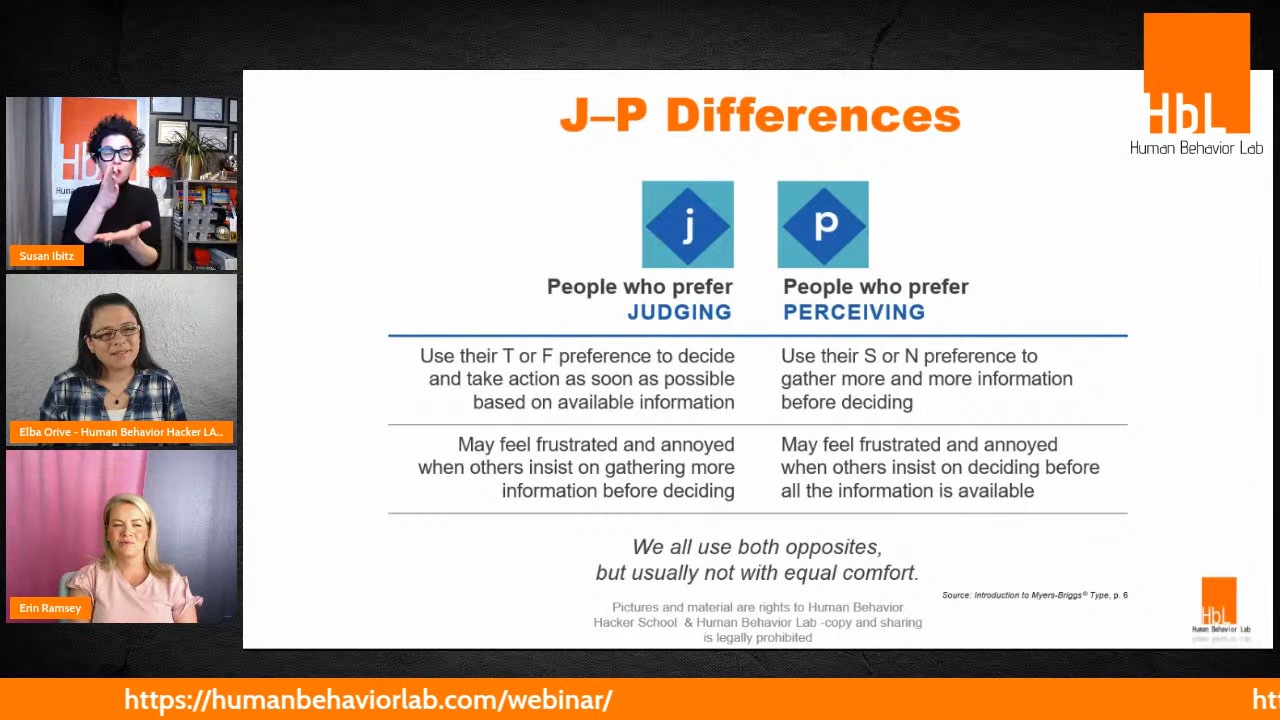 HbL
Human Behavior Lab
J–P Differences
j
p
People who prefer
JUDGING
People who prefer
PERCEIVING
Use their T or F preference to decide
and take action as soon as possible
based on available information
Use their S or N preference to
gather more and more information
before deciding
May feel frustrated and annoyed
when others insist on gathering more
information before deciding
May feel frustrated and annoyed
when others insist on deciding before
all the information is available
We all use both opposites,
but usually not with equal comfort.
Source: Introduction to Myers-Briggs® Type, p. 6
Pictures and material are rights to Human Behavior
Hacker School & Human Behavior Lab -copy and sharing
is legally prohibited
HbL
Human Behavior Lab
Susan Ibitz
Elba Orive - Human Behavior Hacker LA...
Erin Ramsey
https://humanbehaviorlab.com/webinar/
ht